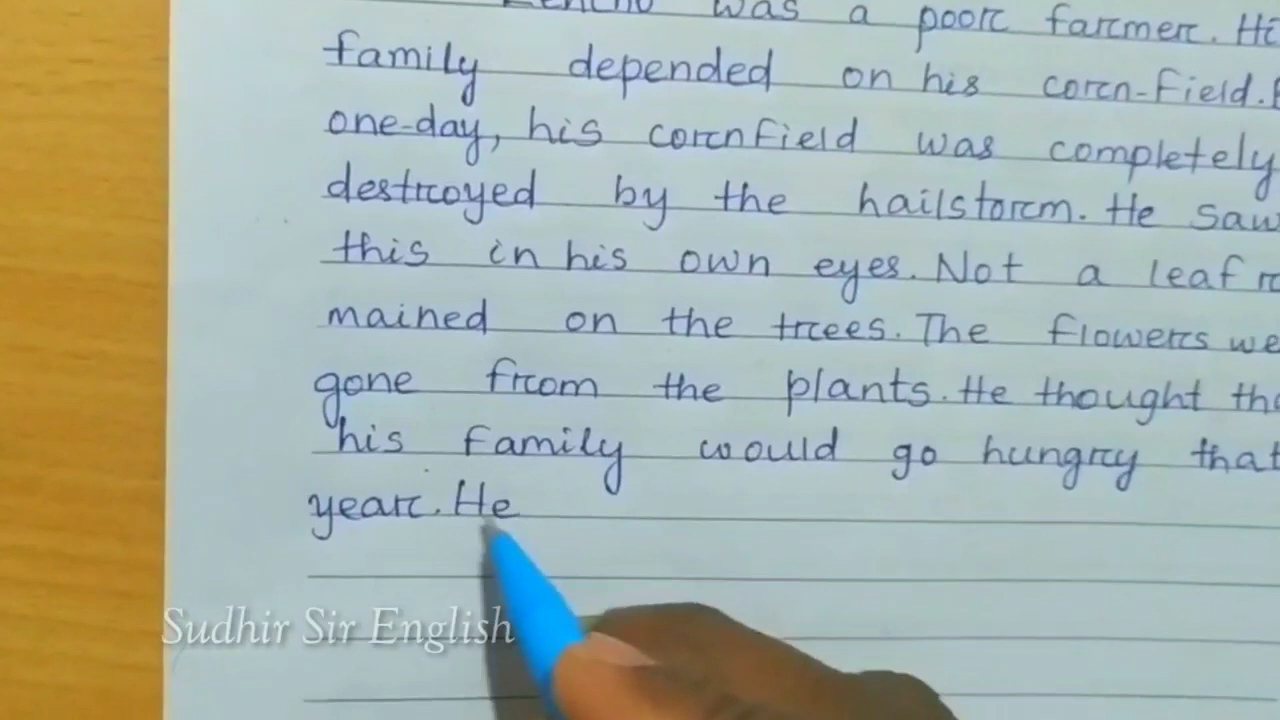 was a poor farmer. Hi
family depended on his corn-field.
one-day, his cornfield was completely
destroyed by the hailstorm. He saw
this in his own eyes. Not a leaf r
mained on the trees. The flowers we
gone from the plants. He thought tha
his family would go hungry that
year. He
Sudhir Sir English